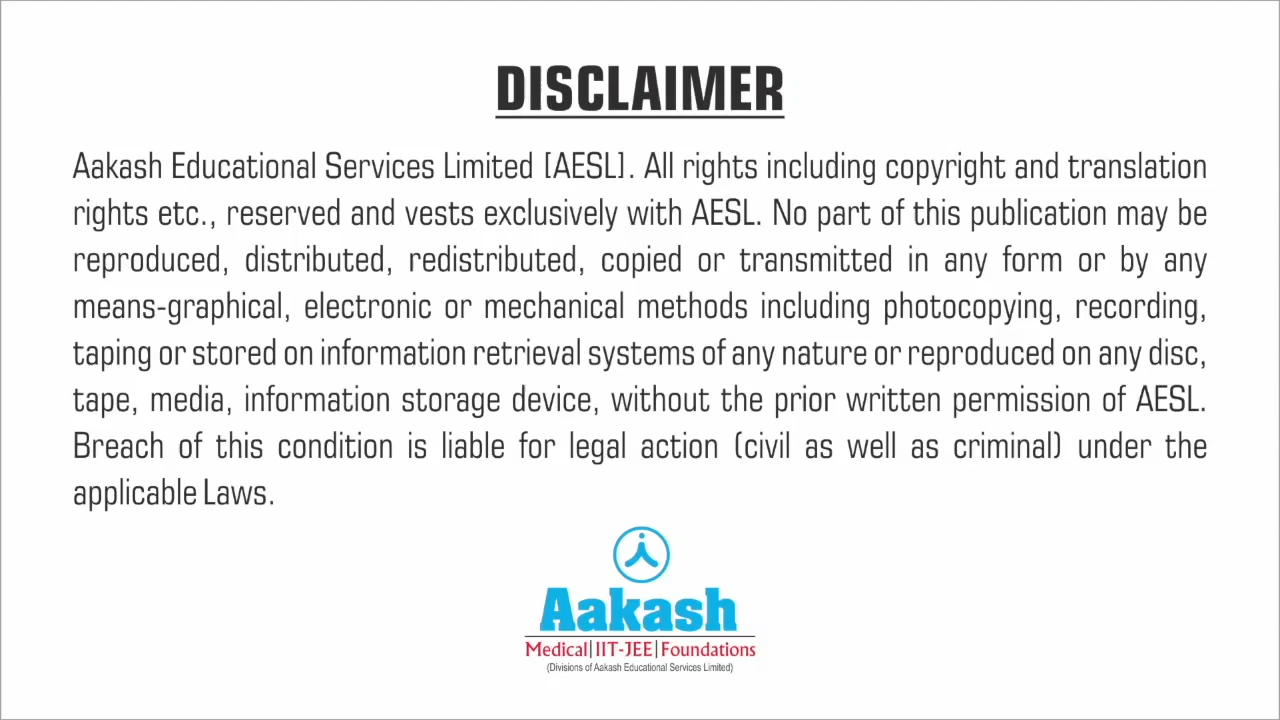 DISCLAIMER
Aakash Educational Services Limited [AESL]. All rights including copyright and translation
rights etc., reserved and vests exclusively with AESL. No part of this publication may be
reproduced, distributed, redistributed, copied or transmitted in any form or by any
means-graphical, electronic or mechanical methods including photocopying, recording,
taping or stored on information retrieval systems of any nature or reproduced on any disc,
tape, media, information storage device, without the prior written permission of AESL.
Breach of this condition is liable for legal action (civil as well as criminal) under the
applicable Laws.
Aakash
Medical|IIT-JEE|Foundations
(Divisions of Aakash Educational Services Limited)